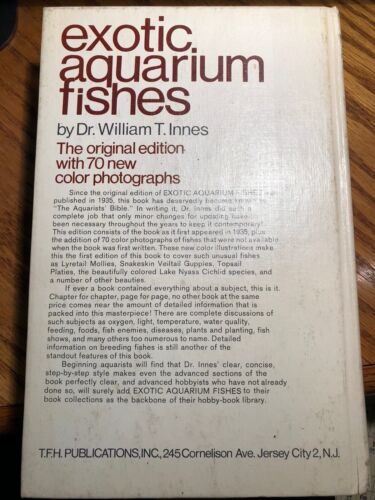 exotic
aquarium
fishes
by Dr. William T. Innes
The original edition
with 70 new
color photographs
Since the original edition of EXOTIC AQUARIUM FISHES was
published in 1935, this book has deservedly become known as
"The Aquarists' Bible." In writing it, Dr. Innes did such a
complete job that only minor changes for updating have
been necessary throughout the years to keep it contemporary!
This edition consists of the book as it first appeared in 1935, plus
the addition of 70 color photographs of fishes that were not available
when the book was first written. These new color illustrations make
this the first edition of this book to cover such unusual fishes
as Lyretail Mollies, Snakeskin Veiltail Guppies, Topsail
Platies, the beautifully colored Lake Nyass Cichlid species, and
a number of other beauties.
If ever a book contained everything about a subject, this is it.
Chapter for chapter, page for page, no other book at the same
price comes near the amount of detailed information that is
packed into this masterpiece! There are complete discussions of
such subjects as oxygen, light, temperature, water quality,
feeding, foods, fish enemies, diseases, plants and planting, fish
shows, and many others too numerous to name. Detailed
information on breeding fishes is still another of the
standout features of this book.
Beginning aquarists will find that Dr. Innes' clear, concise,
step-by-step style makes even the advanced sections of the
book perfectly clear, and advanced hobbyists who have not already
done so, will surely add EXOTIC AQUARIUM FISHES to their
book collections as the backbone of their hobby-book library.
T.F.H. PUBLICATIONS, INC., 245 Cornelison Ave. Jersey City 2, N.J.